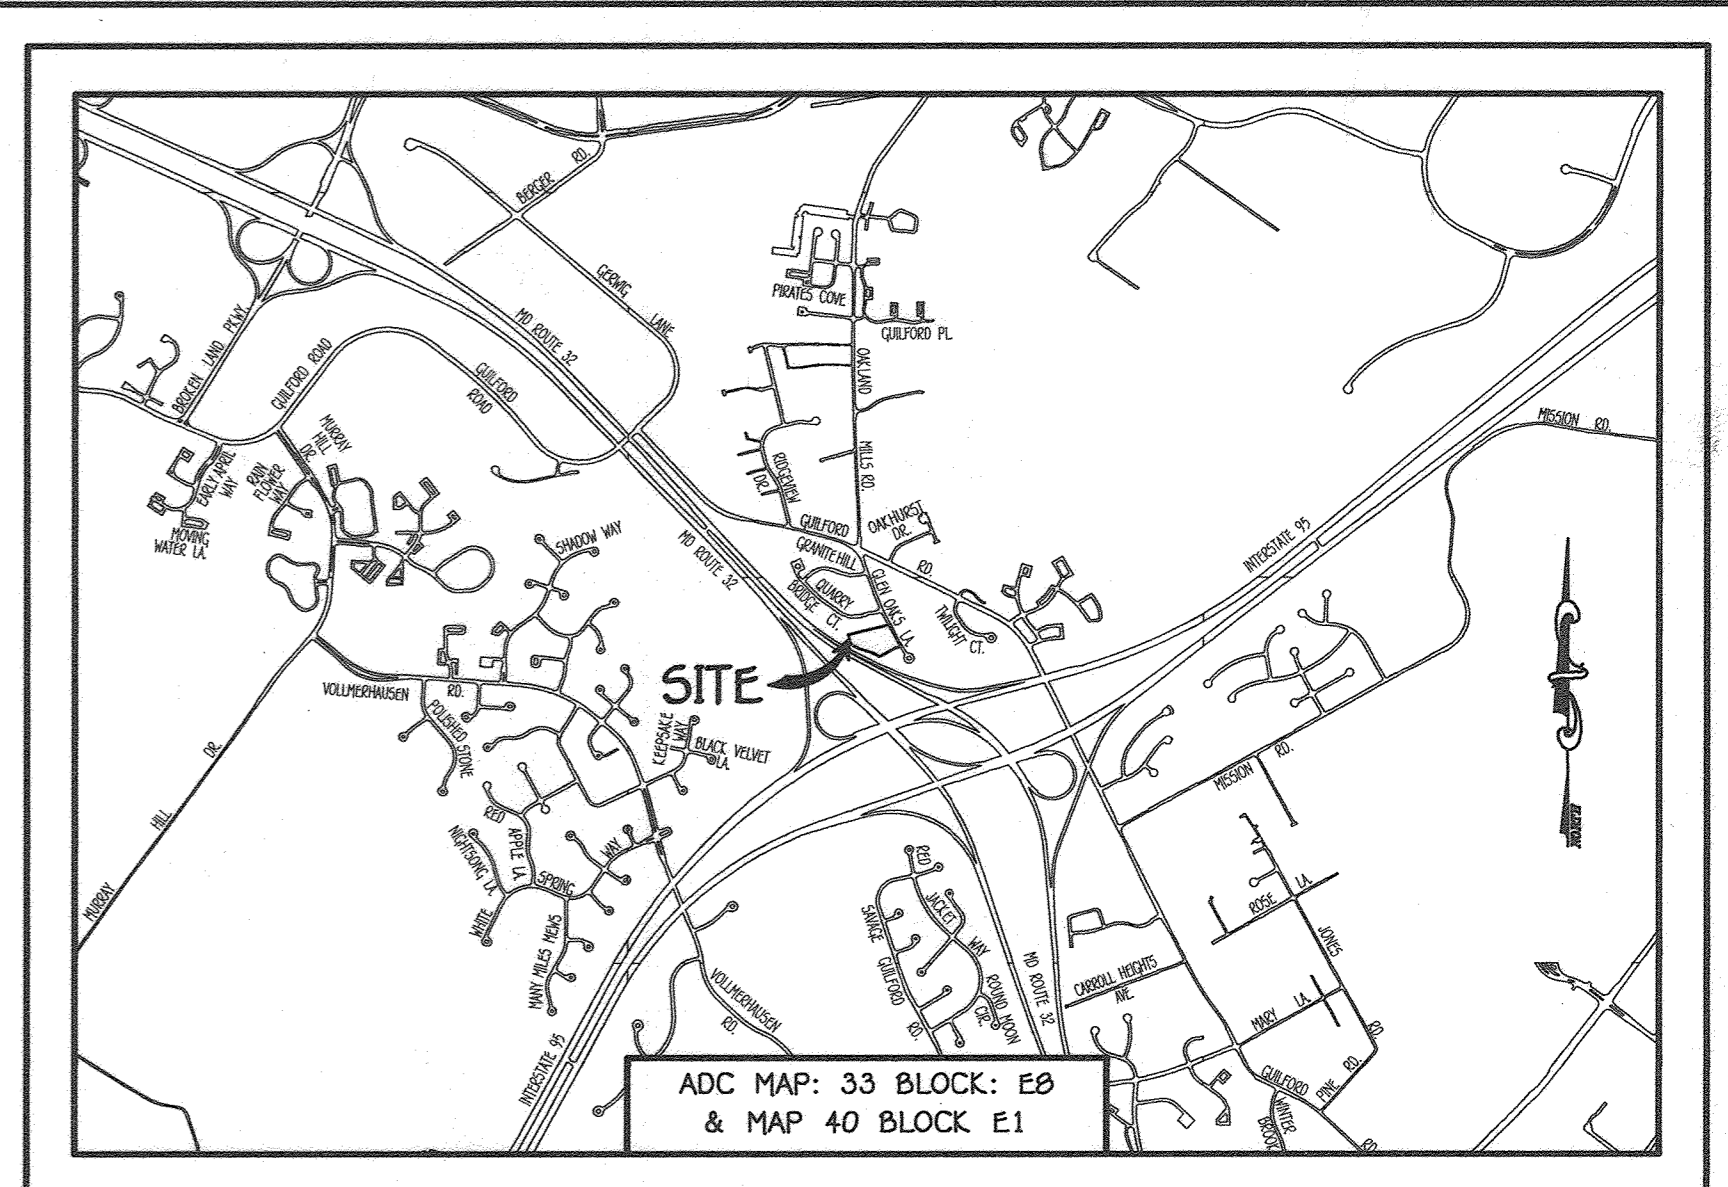 BERGER RD.
GERWIG LANE
PIRATES COVE
GUILFORD PL.
BROKEN LAND PKWY.
GUILFORD ROAD
MD ROUTE 32
GUILFORD
ROAD
OAKLAND MILLS RD.
MISSION RD.
MURRAY
HILL
DR.
EARLY APRIL
WAY
RAIN
FLOWER
WAY
MOVING
WATER LA.
RIDGEVIEW
DR.
GUILFORD RD.
OAKHURST
DR.
SHADOW WAY
MD ROUTE 32
GRANITE HILL
QUARRY
BRIDGE CT.
GLEN OAKS LA.
TWILIGHT CT.
INTERSTATE 95
SITE
VOLLMERHAUSEN RD.
POLISHED STONE
KEEPSAKE
WAY
BLACK VELVET
LA.
MURRAY HILL DR.
RED APPLE LA.
NIGHTSONG LA.
WHITE SPRING WAY
MANY MILES MEWS
MISSION RD.
NORTH
RED JACKET WAY
SAVAGE GUILFORD RD.
ROUND MOON
CIR.
ROSE LA.
JONES RD.
MD ROUTE 32
CARROLL HEIGHTS
AVE.
MARY LA.
VOLLMERHAUSEN
RD.
INTERSTATE 95
GUILFORD RD.
PINE RD.
WINTER
BROOK
ADC MAP: 33 BLOCK: E8
& MAP 40 BLOCK E1